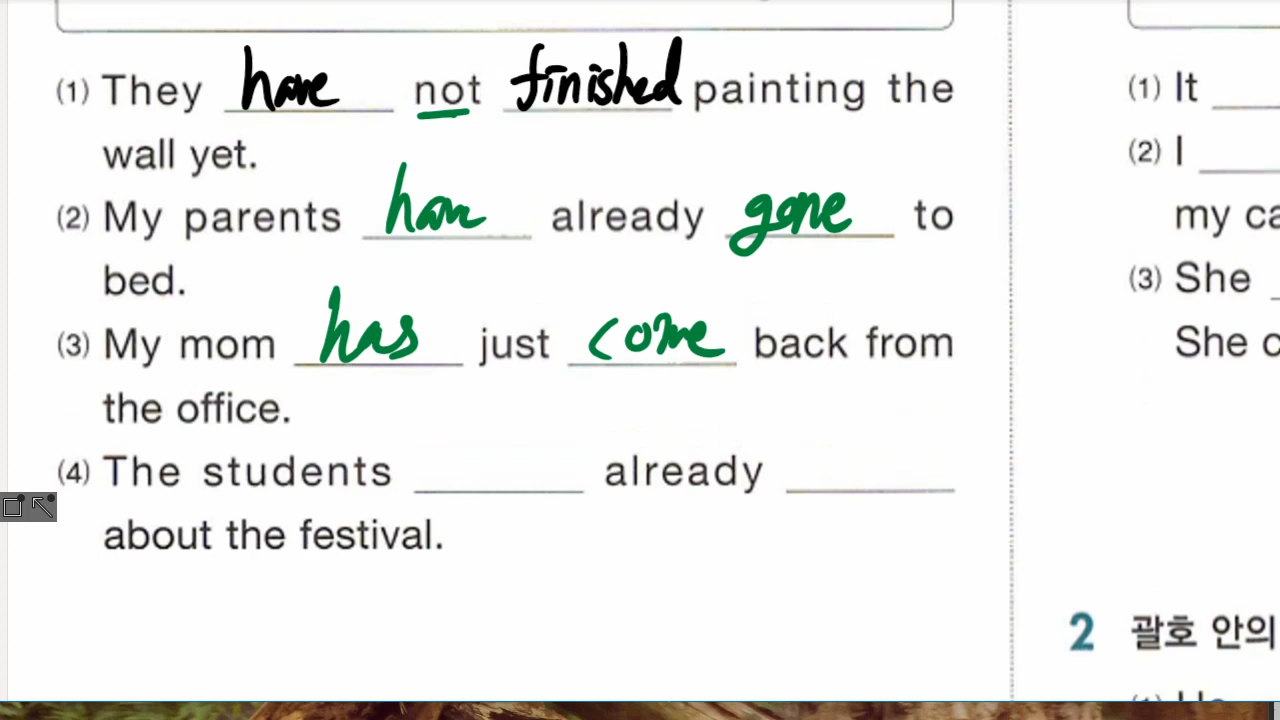 (1) They have not finished painting the
wall yet.
(2) My parents have already gone to
bed.
(3) My mom has just come back from
the office.
(4) The students ______ already ______
about the festival.
(1) It
(2) I
my ca
(3) She
She c
2 괄호 안의